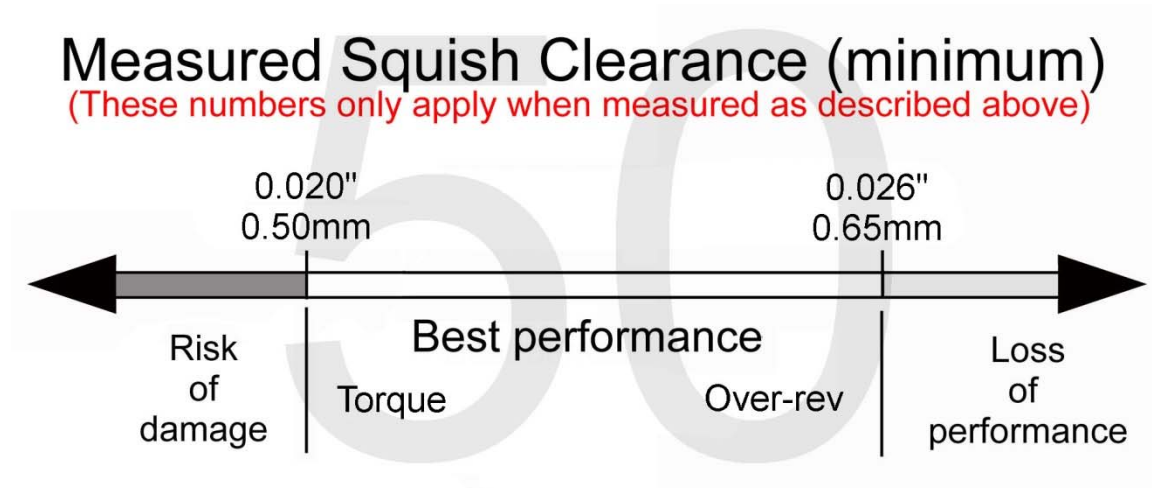 Measured Squish Clearance (minimum)
(These numbers only apply when measured as described above)
50
0.020"
0.50mm
0.026"
0.65mm
Best performance
Risk
of
damage
Torque
Over-rev
Loss
of
performance